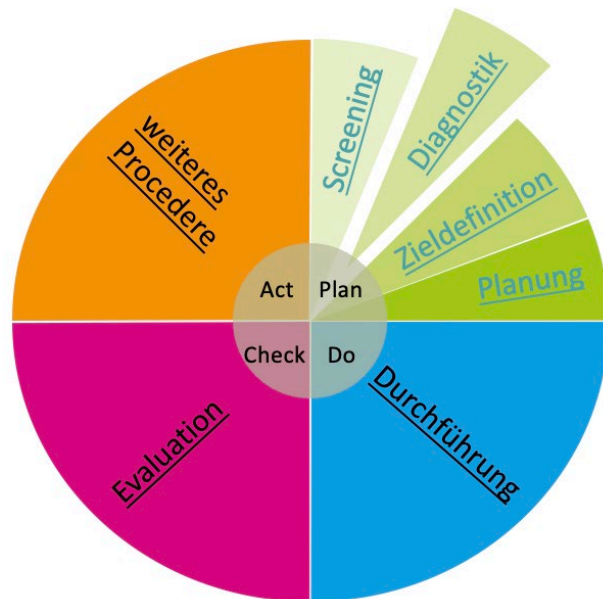 Screening
Diagnostik
Zieldefinition
Planung
weiteres
Procedere
Act
Plan
Check
Do
Evaluation
Durchführung